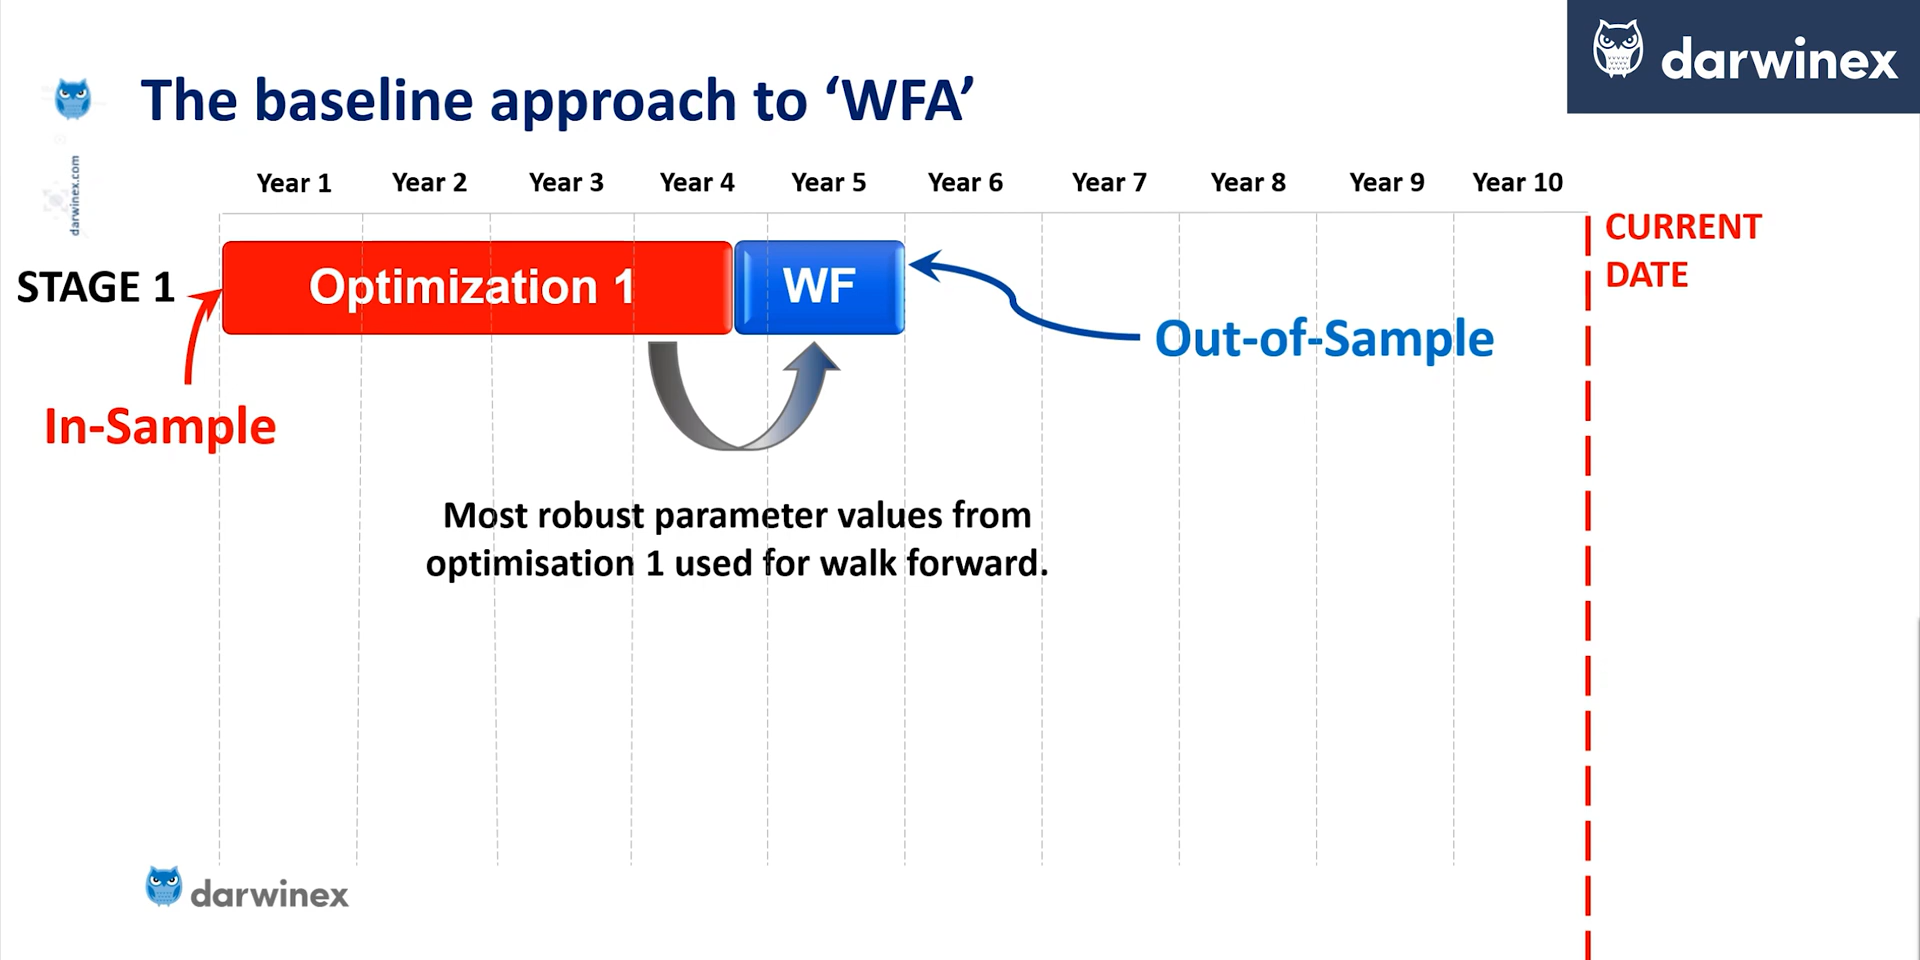 darwinex
The baseline approach to ‘WFA’
darwinex.com
Year 1 Year 2 Year 3 Year 4 Year 5 Year 6 Year 7 Year 8 Year 9 Year 10
CURRENT
DATE
STAGE 1
Optimization 1
WF
Out-of-Sample
In-Sample
Most robust parameter values from
optimisation 1 used for walk forward.
darwinex